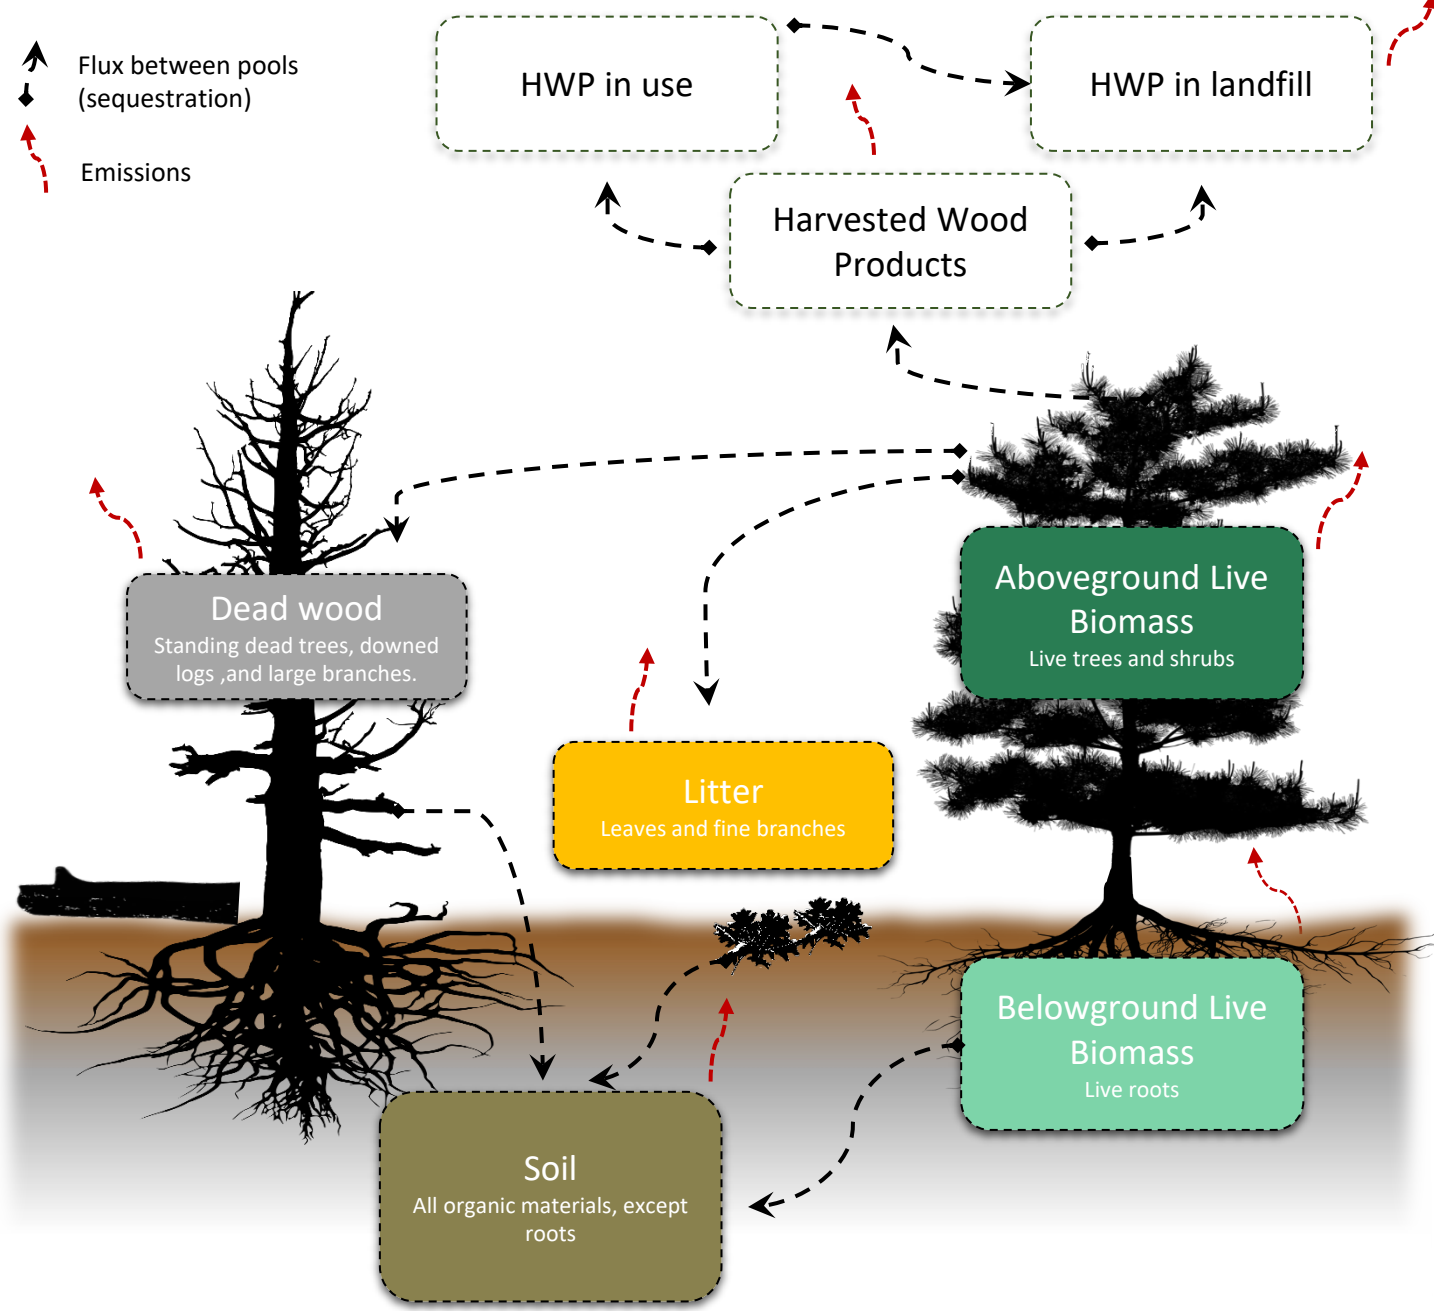 Flux between pools
(sequestration)
Emissions
HWP in use
HWP in landfill
Harvested Wood
Products
Dead wood
Standing dead trees, downed
logs ,and large branches.
Aboveground Live
Biomass
Live trees and shrubs
Litter
Leaves and fine branches
Belowground Live
Biomass
Live roots
Soil
All organic materials, except
roots